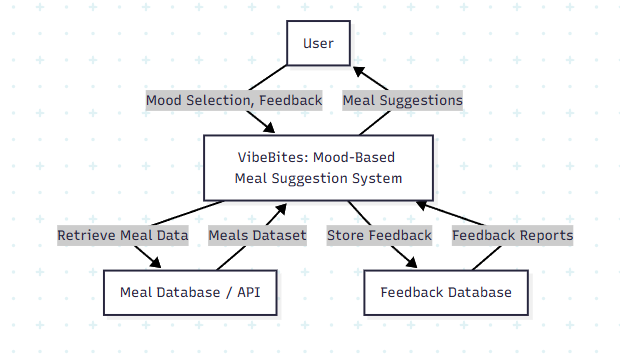 User
Mood Selection, Feedback
Meal Suggestions
VibeBites: Mood-Based
Meal Suggestion System
Retrieve Meal Data
Meals Dataset
Store Feedback
Feedback Reports
Meal Database / API
Feedback Database